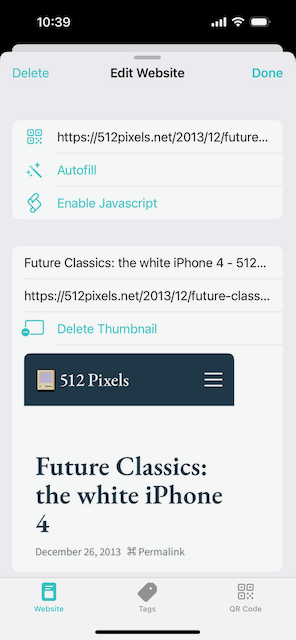 10:39
Delete
Edit Website
Done
https://512pixels.net/2013/12/future...
Autofill
Enable Javascript
Future Classics: the white iPhone 4 - 512...
https://512pixels.net/2013/12/future-class...
Delete Thumbnail
512 Pixels
Future Classics:
the white iPhone
4
December 26, 2013 ⌘ Permalink
Website
Tags
QR Code